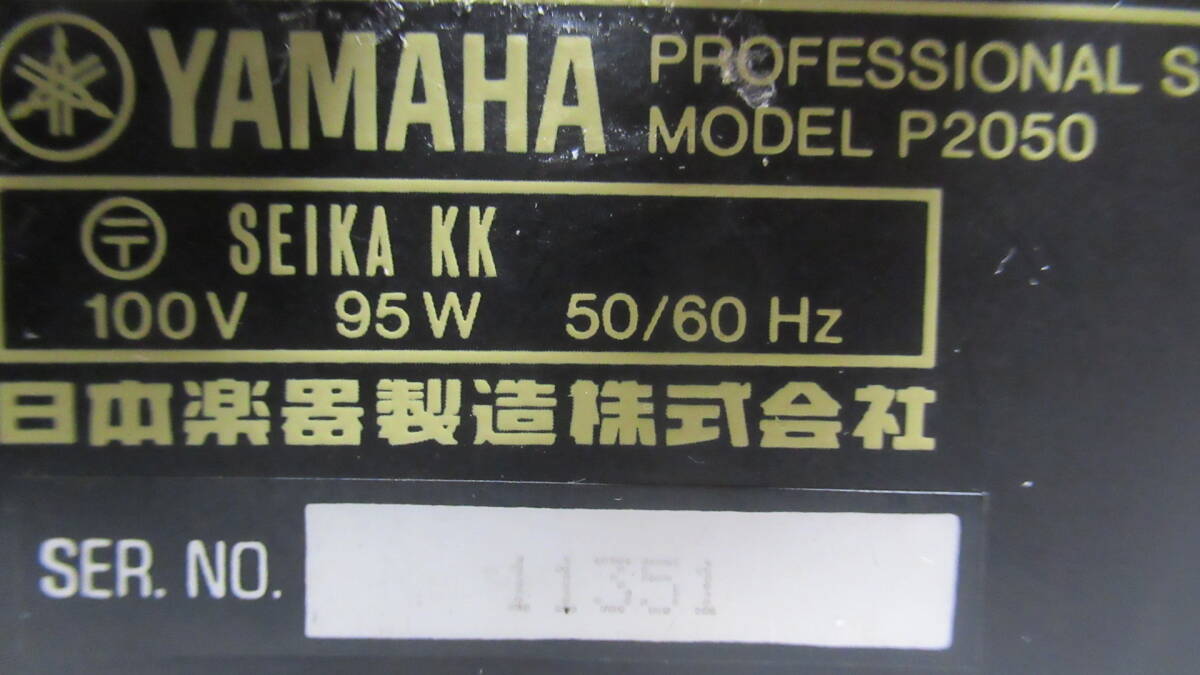 YAMAHA
PROFESSIONAL S
MODEL P2050
〒 SEIKA KK
100V 95W 50/60 Hz
日本楽器製造株式会社
SER. NO. 11351